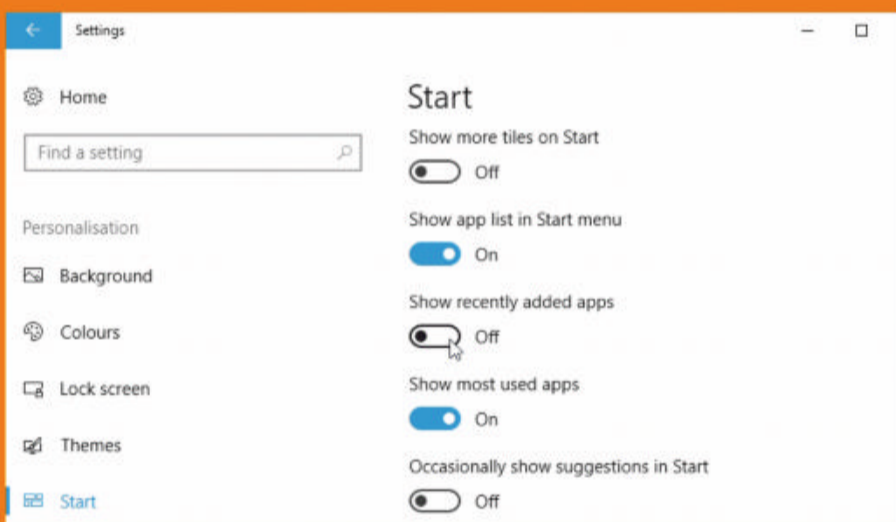 Settings
Home
Find a setting
Personalisation
Background
Colours
Lock screen
Themes
Start
Start
Show more tiles on Start
Off
Show app list in Start menu
On
Show recently added apps
Off
Show most used apps
On
Occasionally show suggestions in Start
Off